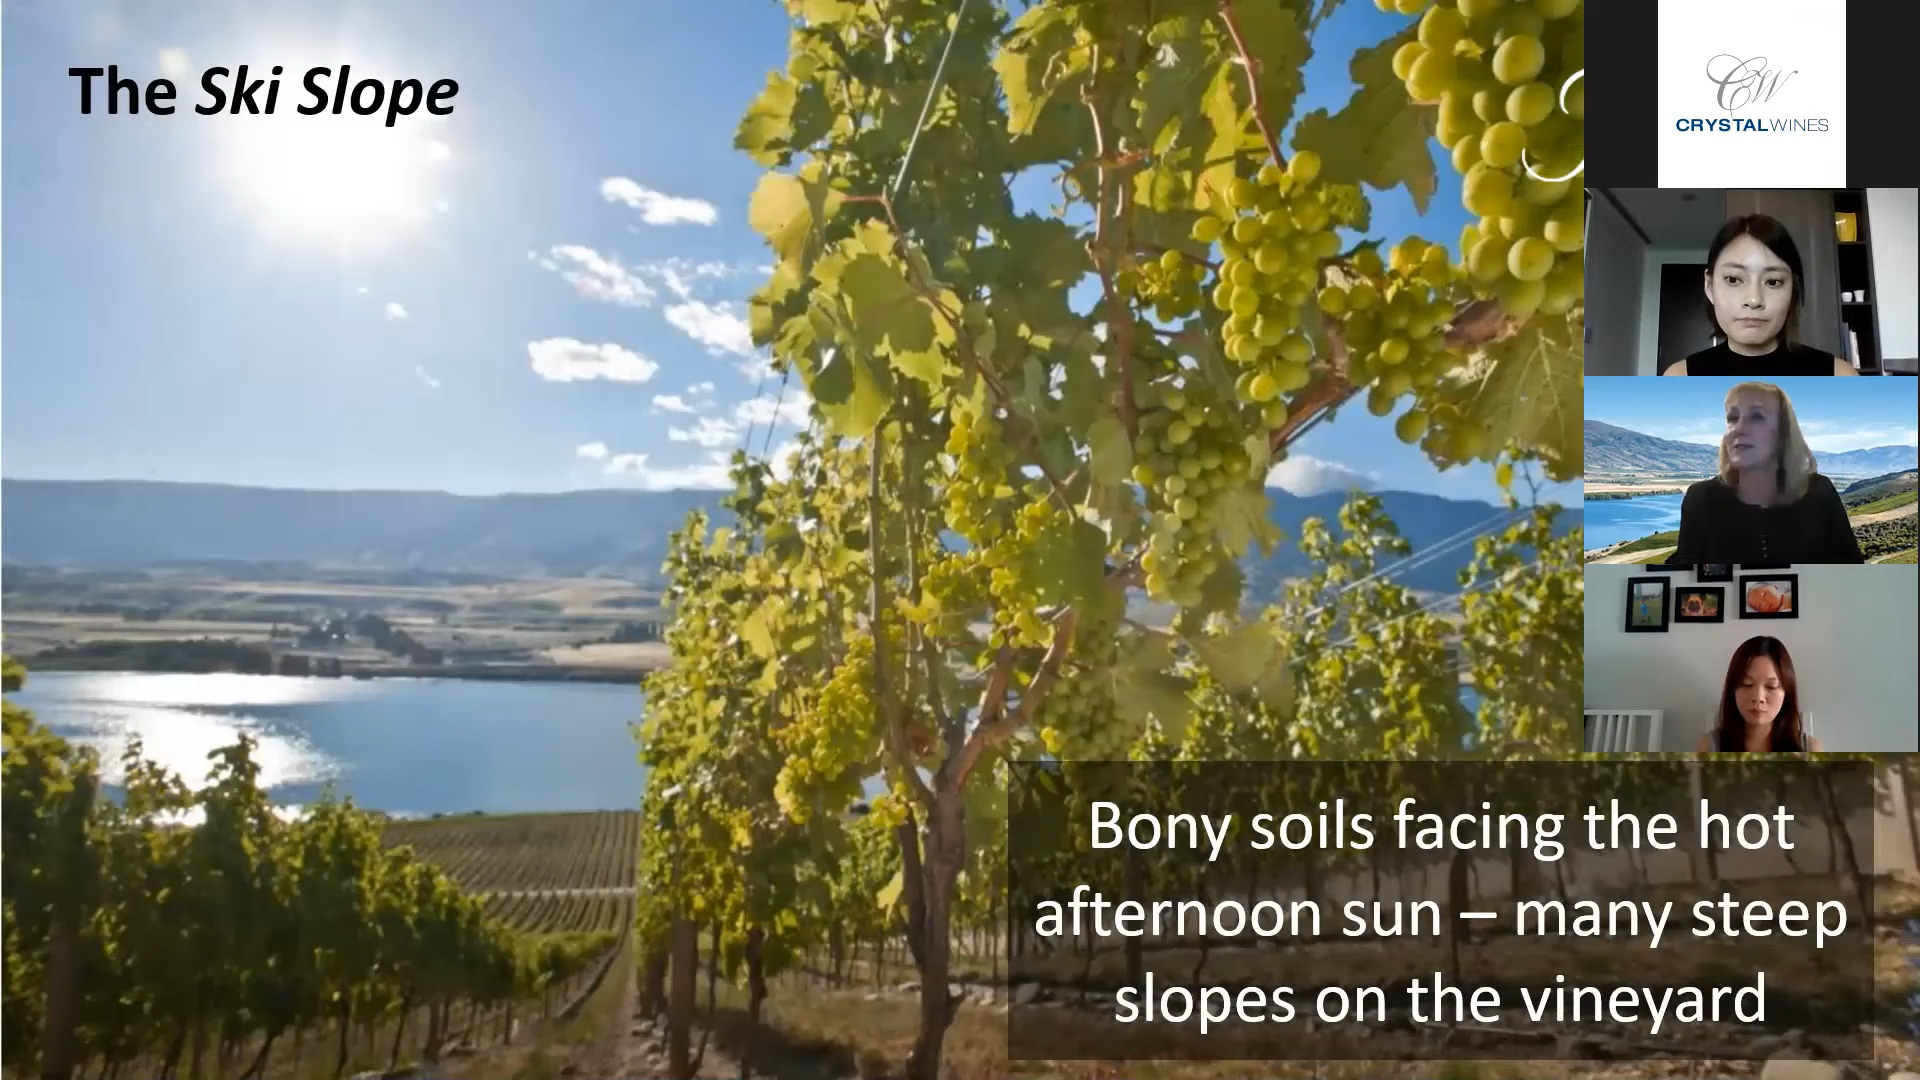 The Ski Slope
CW
CRYSTALWINES
Bony soils facing the hot
afternoon sun – many steep
slopes on the vineyard